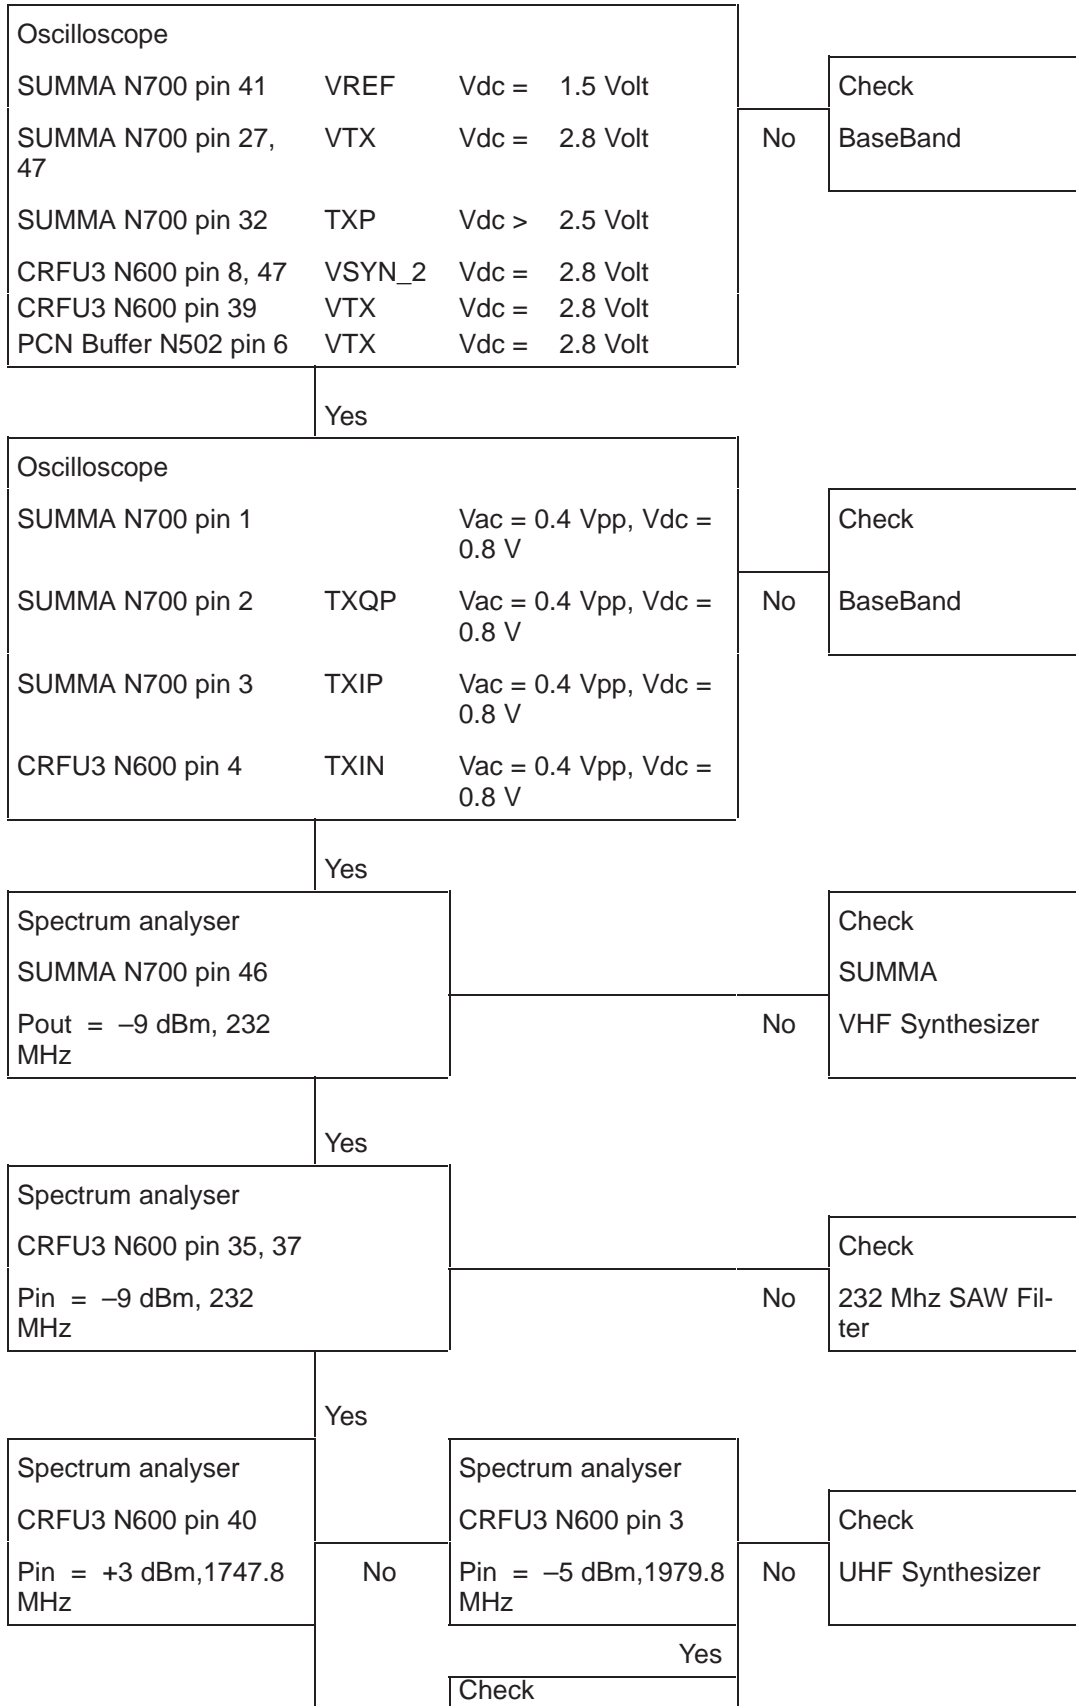 Oscilloscope
SUMMA N700 pin 41 VREF Vdc = 1.5 Volt
SUMMA N700 pin 27, 47 VTX Vdc = 2.8 Volt
SUMMA N700 pin 32 TXP Vdc > 2.5 Volt
CRFU3 N600 pin 8, 47 VSYN_2 Vdc = 2.8 Volt
CRFU3 N600 pin 39 VTX Vdc = 2.8 Volt
PCN Buffer N502 pin 6 VTX Vdc = 2.8 Volt
No
Check
BaseBand
Yes
Oscilloscope
SUMMA N700 pin 1 Vac = 0.4 Vpp, Vdc =
0.8 V
SUMMA N700 pin 2 TXQP Vac = 0.4 Vpp, Vdc =
0.8 V
SUMMA N700 pin 3 TXIP Vac = 0.4 Vpp, Vdc =
0.8 V
CRFU3 N600 pin 4 TXIN Vac = 0.4 Vpp, Vdc =
0.8 V
No
Check
BaseBand
Yes
Spectrum analyser
SUMMA N700 pin 46
Pout = –9 dBm, 232
MHz
No
Check
SUMMA
VHF Synthesizer
Yes
Spectrum analyser
CRFU3 N600 pin 35, 37
Pin = –9 dBm, 232
MHz
No
Check
232 Mhz SAW Fil-
ter
Yes
Spectrum analyser
CRFU3 N600 pin 40
Pin = +3 dBm,1747.8
MHz
No
Spectrum analyser
CRFU3 N600 pin 3
Pin = –5 dBm,1979.8
MHz
No
Check
UHF Synthesizer
Yes
Check